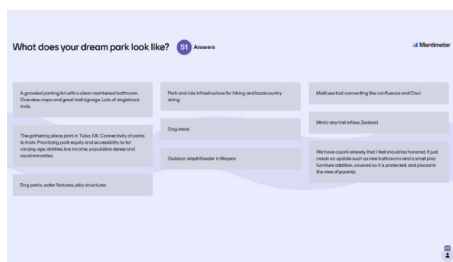 What does your dream park look like?
51 Answers
Mentimeter
A graveled parking lot with a clean maintained bathroom.
Overview maps and great trail signage. Lots of singletrack
trails.
The gathering place park in Tulsa, OK. Connectivity of parks
to trails. Prioritizing park equity and accessibility to for
varying age, abilities, low income, population dense and
racial minorities.
Dog parks, water features, play structures.
Park and ride infrastructure for hiking and backcountry
skiing
Dog areas
Outdoor amphitheater in Meyers
Multi use trail connecting the confluence and Cool
Mimic any trail in New Zealand
We have a park already that I feel should be honored. It just
needs an update such as new bathrooms and a small play
furniture addition, covered so it is protected, and placed in
the view of parents.